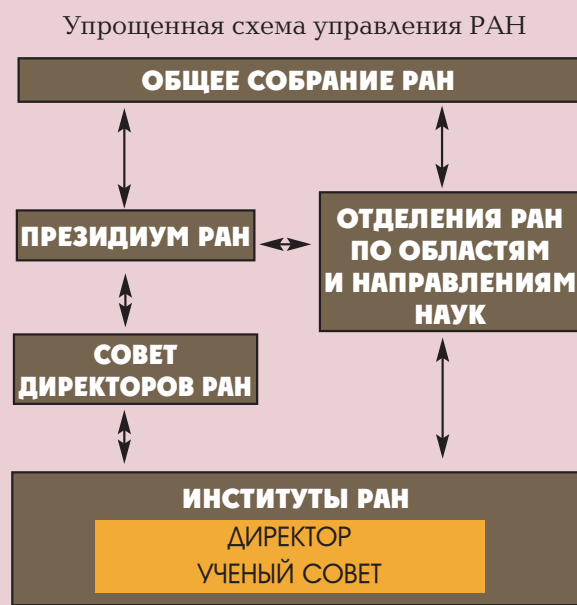 Упрощенная схема управления РАН
ОБЩЕЕ СОБРАНИЕ РАН
ПРЕЗИДИУМ РАН
ОТДЕЛЕНИЯ РАН
ПО ОБЛАСТЯМ
И НАПРАВЛЕНИЯМ
НАУК
СОВЕТ
ДИРЕКТОРОВ РАН
ИНСТИТУТЫ РАН
ДИРЕКТОР
УЧЕНЫЙ СОВЕТ